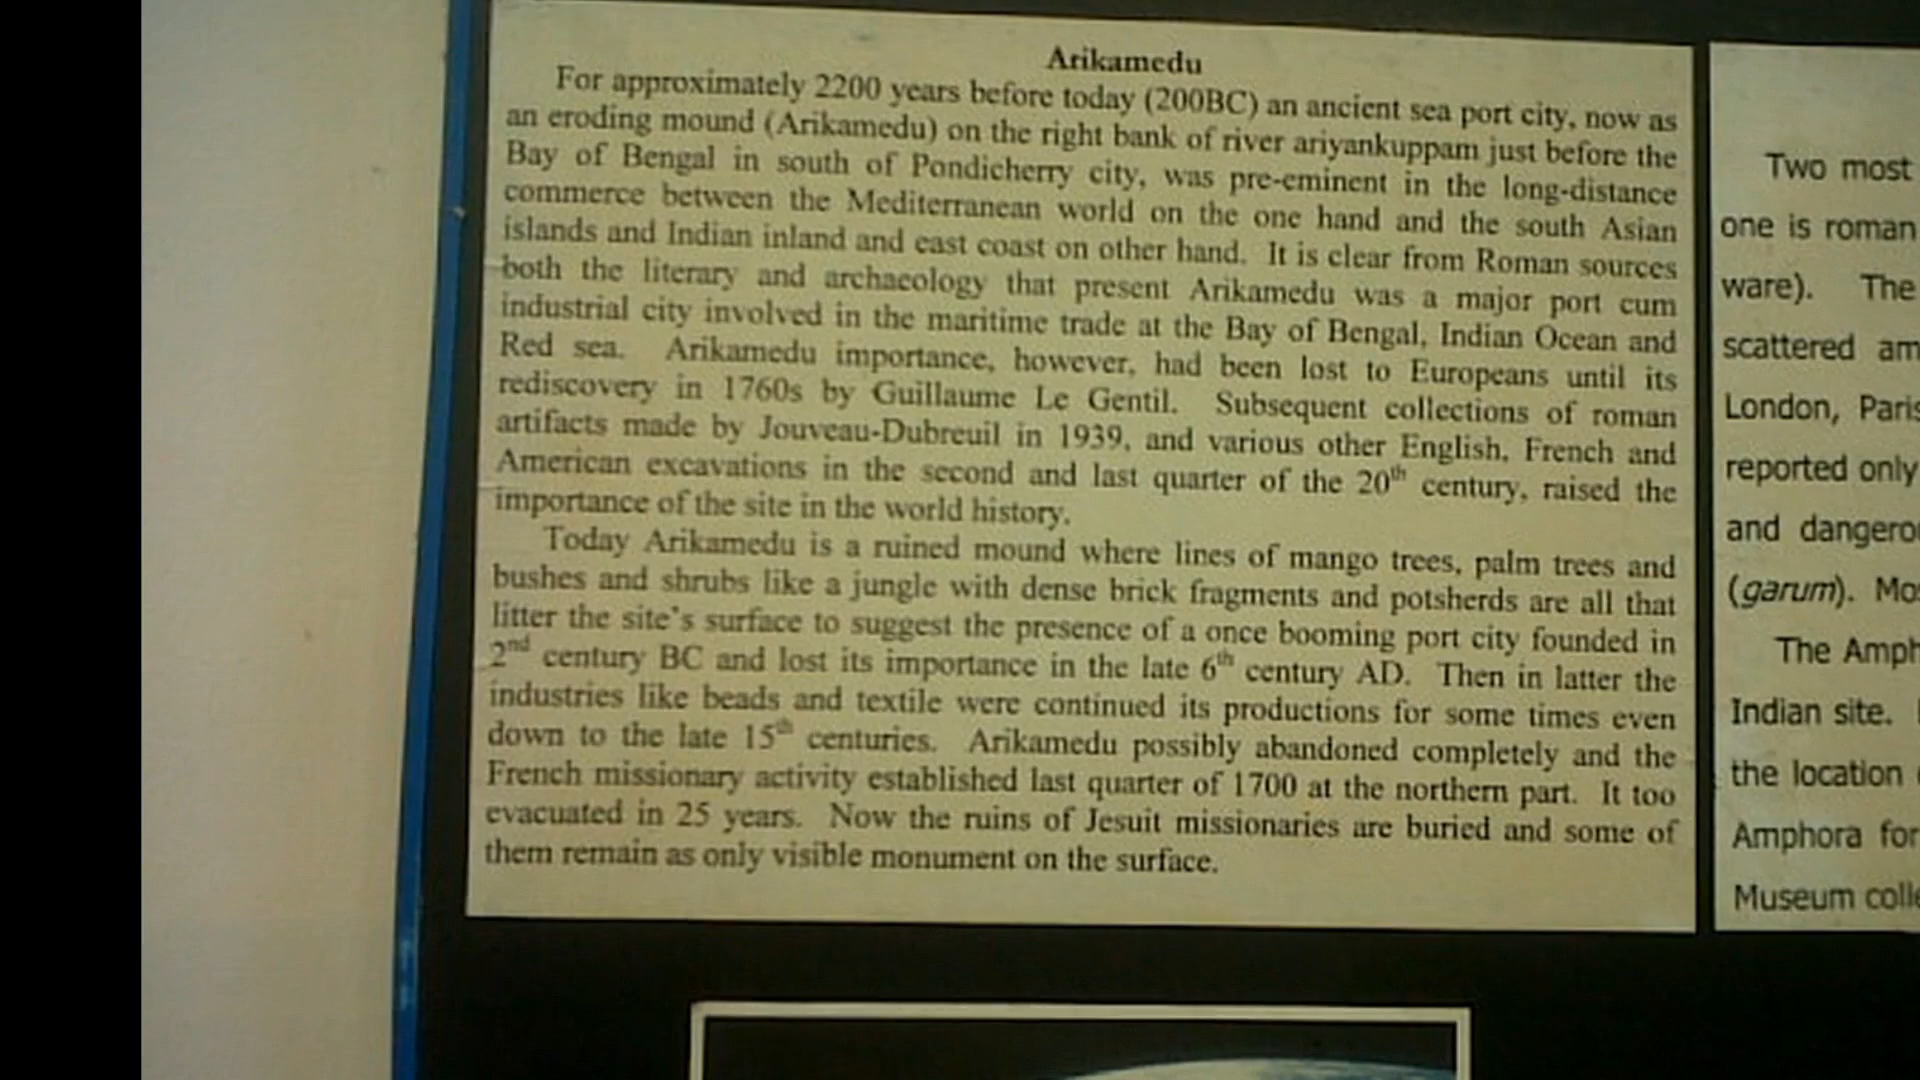 Arikamedu
For approximately 2200 years before today (200BC) an ancient sea port city, now as
an eroding mound (Arikamedu) on the right bank of river ariyankuppam just before the
Bay of Bengal in south of Pondicherry city, was pre-eminent in the long-distance
commerce between the Mediterranean world on the one hand and the south Asian
islands and Indian inland and east coast on other hand. It is clear from Roman sources
both the literary and archaeology that present Arikamedu was a major port cum
industrial city involved in the maritime trade at the Bay of Bengal, Indian Ocean and
Red sea. Arikamedu importance, however, had been lost to Europeans until its
rediscovery in 1760s by Guillaume Le Gentil. Subsequent collections of roman
artifacts made by Jouveau-Dubreuil in 1939, and various other English, French and
American excavations in the second and last quarter of the 20th century, raised the
importance of the site in the world history.
Today Arikamedu is a ruined mound where lines of mango trees, palm trees and
bushes and shrubs like a jungle with dense brick fragments and potsherds are all that
litter the site's surface to suggest the presence of a once booming port city founded in
2nd century BC and lost its importance in the late 6th century AD. Then in latter the
industries like beads and textile were continued its productions for some times even
down to the late 15th centuries. Arikamedu possibly abandoned completely and the
French missionary activity established last quarter of 1700 at the northern part. It too
evacuated in 25 years. Now the ruins of Jesuit missionaries are buried and some of
them remain as only visible monument on the surface.
Two most
one is roman
ware). The
scattered am
London, Paris
reported only
and dangero
(garum). Mos
The Amph
Indian site.
the location
Amphora for
Museum colle